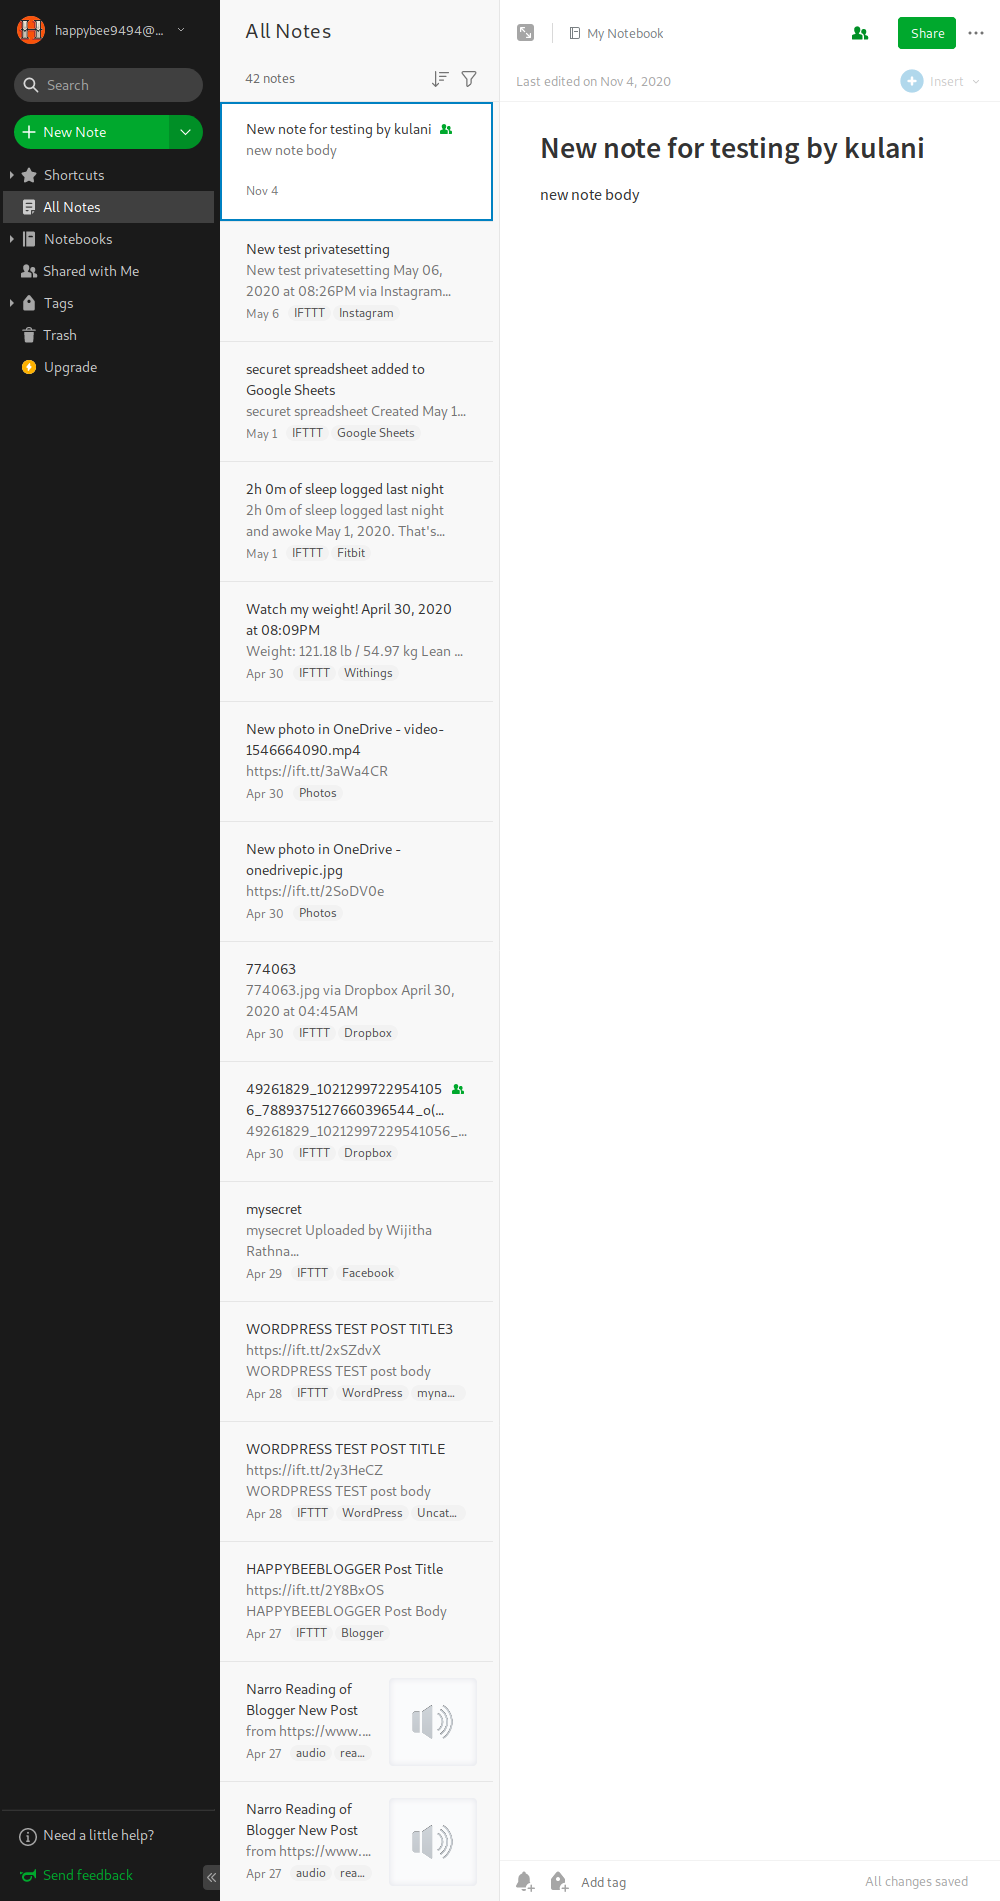 happybee9494@...
Search
New Note
Shortcuts
All Notes
Notebooks
Shared with Me
Tags
Trash
Upgrade
Need a little help?
Send feedback
All Notes
42 notes
New note for testing by kulani
new note body
Nov 4
New test privatesetting
New test privatesetting May 06,
2020 at 08:26PM via Instagram...
May 6 IFTTT Instagram
securet spreadsheet added to
Google Sheets
securet spreadsheet Created May 1...
May 1 IFTTT Google Sheets
2h 0m of sleep logged last night
2h 0m of sleep logged last night
and awoke May 1, 2020. That's...
May 1 IFTTT Fitbit
Watch my weight! April 30, 2020
at 08:09PM
Weight: 121.18 lb / 54.97 kg Lean ...
Apr 30 IFTTT Withings
New photo in OneDrive - video-
1546664090.mp4
https://ift.tt/3aWa4CR
Apr 30 Photos
New photo in OneDrive -
onedrivepic.jpg
https://ift.tt/2SoDV0e
Apr 30 Photos
774063
774063.jpg via Dropbox April 30,
2020 at 04:45AM
Apr 30 IFTTT Dropbox
49261829_1021299722954105
6_7889375127660396544_o(...
49261829_10212997229541056_...
Apr 30 IFTTT Dropbox
mysecret
mysecret Uploaded by Wijitha
Rathna...
Apr 29 IFTTT Facebook
WORDPRESS TEST POST TITLE3
https://ift.tt/2xSZdvX
WORDPRESS TEST post body
Apr 28 IFTTT WordPress myna...
WORDPRESS TEST POST TITLE
https://ift.tt/2y3HeCZ
WORDPRESS TEST post body
Apr 28 IFTTT WordPress Uncat...
HAPPYBEEBLOGGER Post Title
https://ift.tt/2Y8BxOS
HAPPYBEEBLOGGER Post Body
Apr 27 IFTTT Blogger
Narro Reading of
Blogger New Post
from https://www....
Apr 27 audio rea...
Narro Reading of
Blogger New Post
from https://www....
Apr 27 audio rea...
My Notebook
Share
Last edited on Nov 4, 2020
Insert
New note for testing by kulani
new note body
Add tag
All changes saved